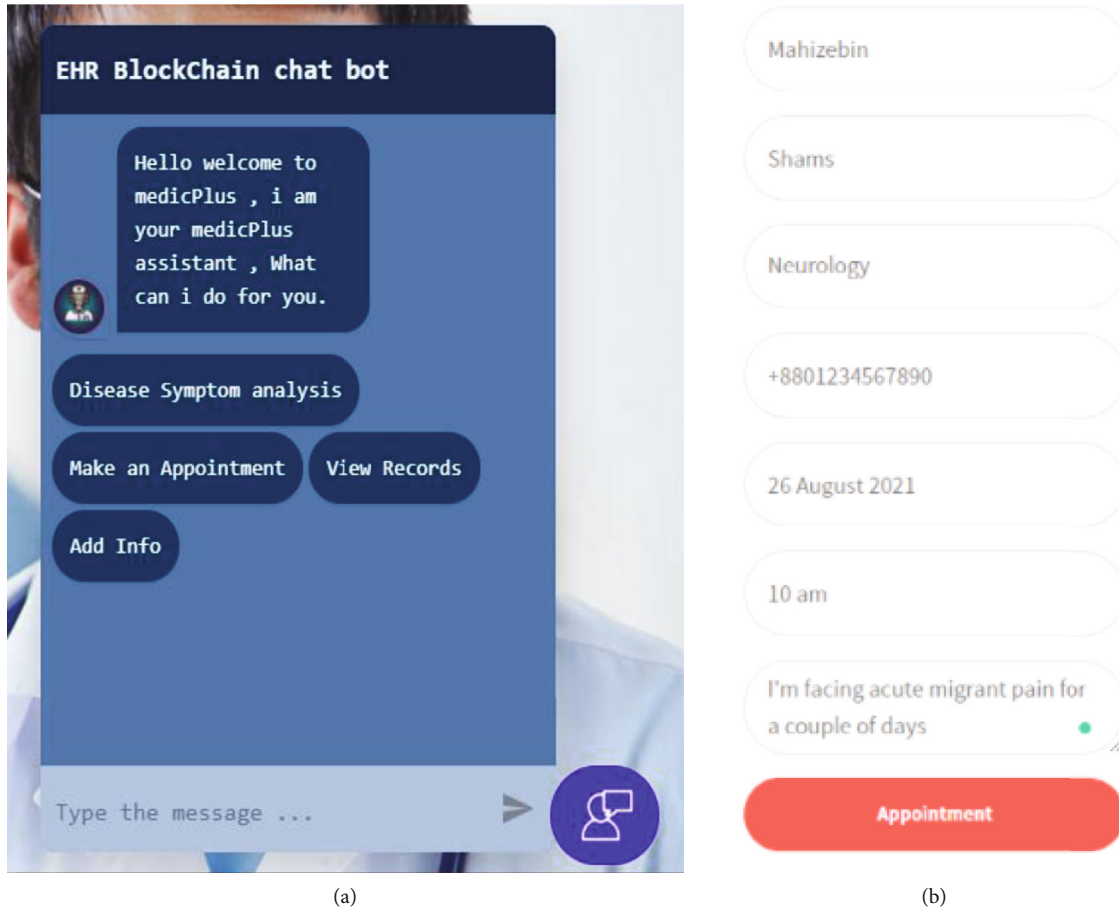 EHR BlockChain chat bot
Hello welcome to
medicPlus , i am
your medicPlus
assistant , What
can i do for you.
Disease Symptom analysis
Make an Appointment
View Records
Add Info
Type the message ...
(a)
Mahizebin
Shams
Neurology
+8801234567890
26 August 2021
10 am
I'm facing acute migrant pain for
a couple of days
Appointment
(b)